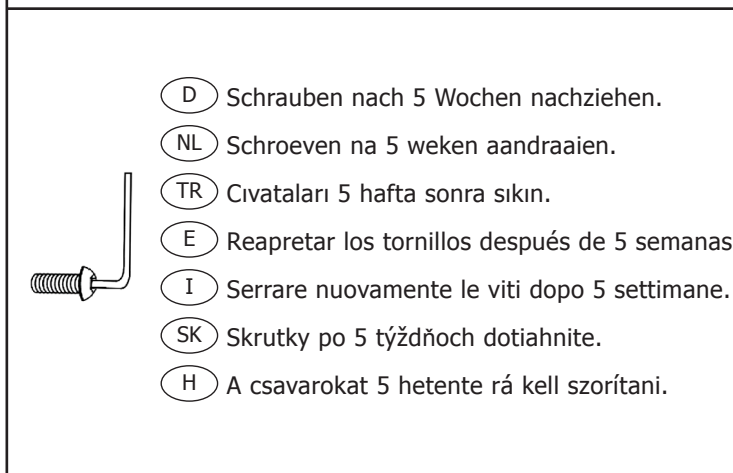 D Schrauben nach 5 Wochen nachziehen.
NL Schroeven na 5 weken aandraaien.
TR Cıvataları 5 hafta sonra sıkın.
E Reapretar los tornillos después de 5 semanas
I Serrare nuovamente le viti dopo 5 settimane.
SK Skrutky po 5 týždňoch dotiahnite.
H A csavarokat 5 hetente rá kell szorítani.